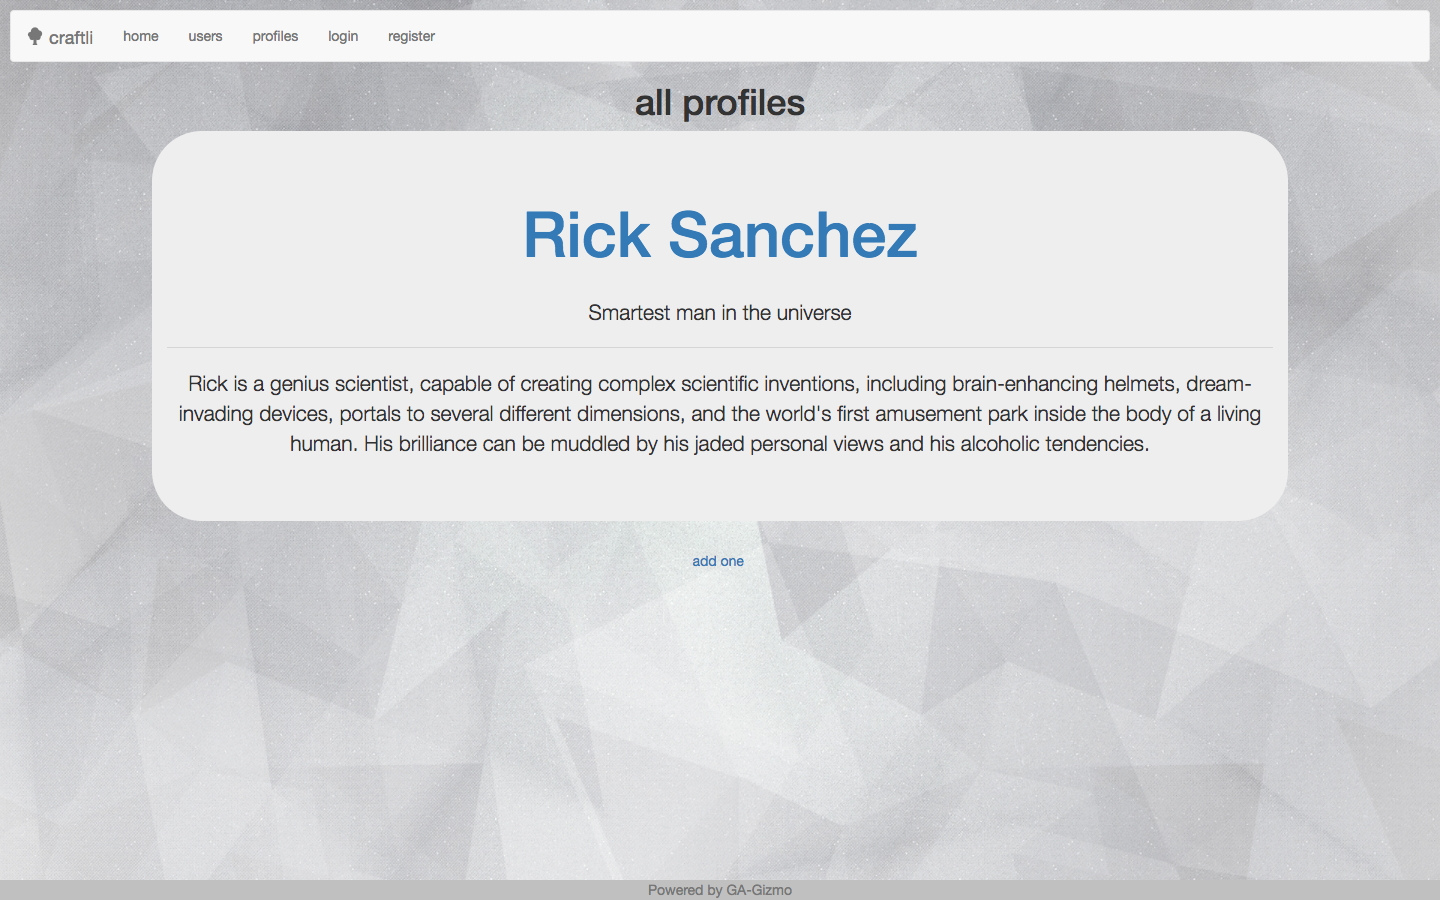 craftli home users profiles login register
all profiles
Rick Sanchez
Smartest man in the universe
Rick is a genius scientist, capable of creating complex scientific inventions, including brain-enhancing helmets, dream-
invading devices, portals to several different dimensions, and the world's first amusement park inside the body of a living
human. His brilliance can be muddled by his jaded personal views and his alcoholic tendencies.
add one
Powered by GA-Gizmo